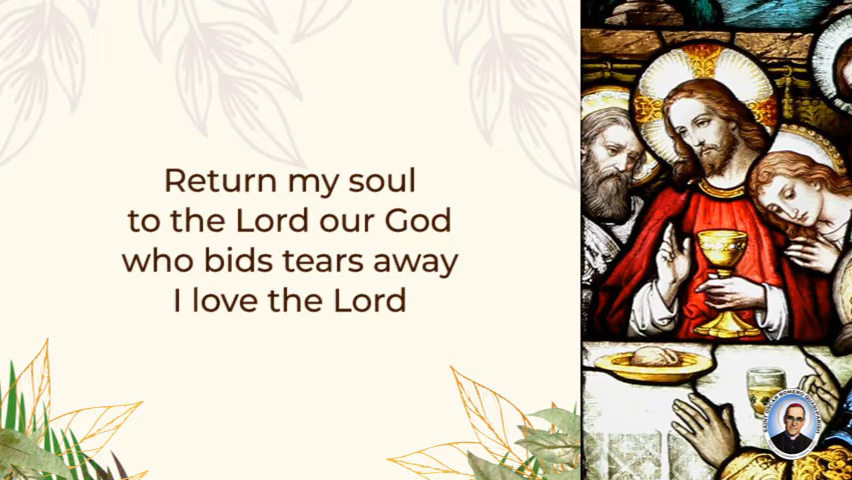 Return my soul
to the Lord our God
who bids tears away
I love the Lord